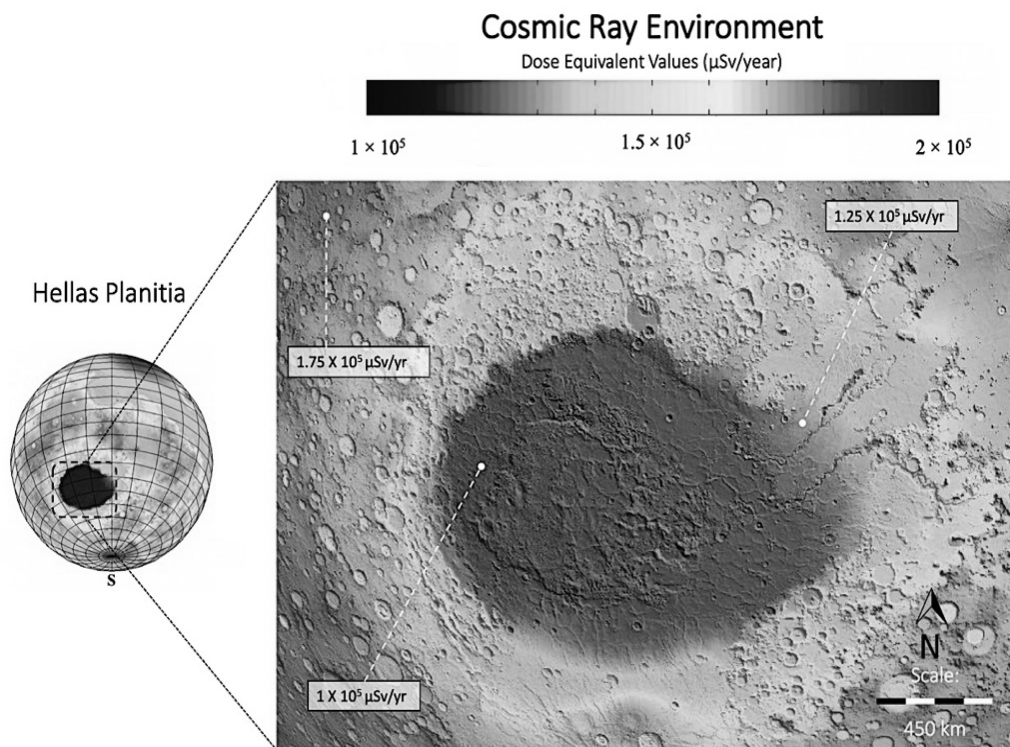 Cosmic Ray Environment
Dose Equivalent Values (µSv/year)
1 × 10⁵
1.5 × 10⁵
2 × 10⁵
1.25 X 10⁵ µSv/yr
Hellas Planitia
1.75 X 10⁵ µSv/yr
S
1 X 10⁵ µSv/yr
N
Scale:
450 km